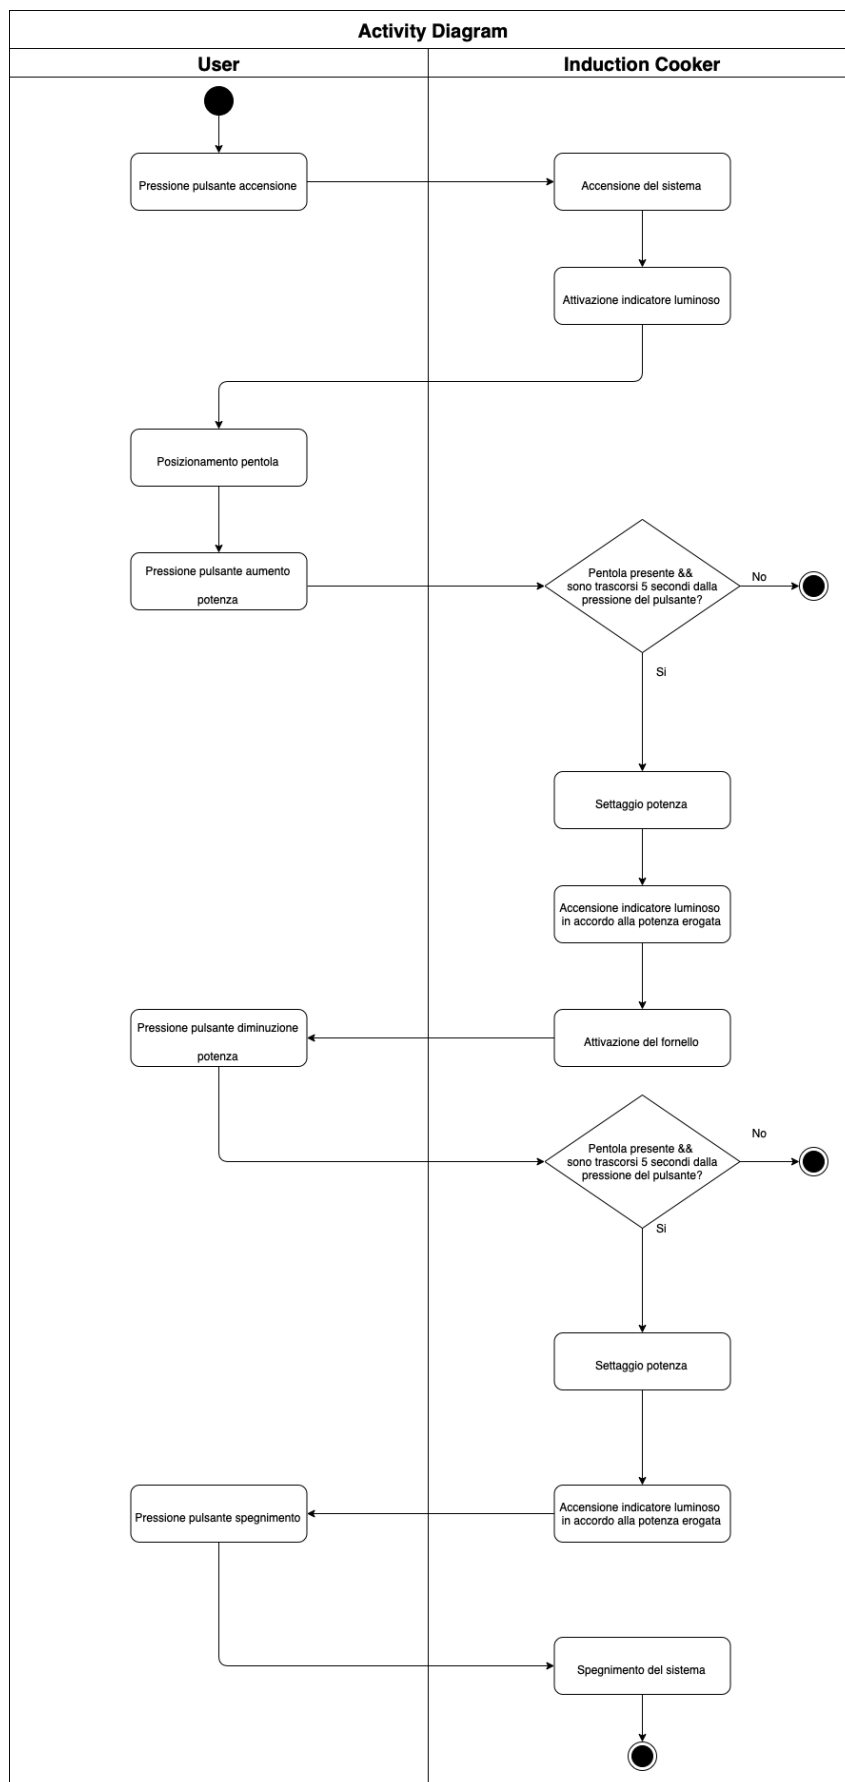 Activity Diagram
User
Induction Cooker
Pressione pulsante accensione
Accensione del sistema
Attivazione indicatore luminoso
Posizionamento pentola
Pressione pulsante aumento
potenza
Pentola presente &&
sono trascorsi 5 secondi dalla
pressione del pulsante?
No
Si
Settaggio potenza
Accensione indicatore luminoso
in accordo alla potenza erogata
Attivazione del fornello
Pressione pulsante diminuzione
potenza
Pentola presente &&
sono trascorsi 5 secondi dalla
pressione del pulsante?
No
Si
Settaggio potenza
Accensione indicatore luminoso
in accordo alla potenza erogata
Pressione pulsante spegnimento
Spegnimento del sistema